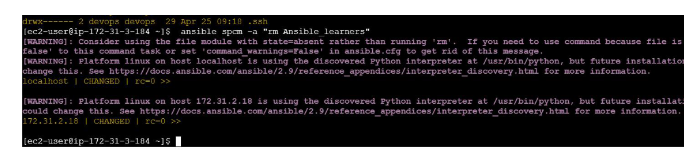 drwx------ 2 devops devops  29 Apr 25 09:18 .ssh
[ec2-user@ip-172-31-3-184 ~]$  ansible spcm -a "rm Ansible_learners"
[WARNING]: Consider using the file module with state=absent rather than running 'rm'.  If you need to use command because file is
false' to this command task or set 'command_warnings=False' in ansible.cfg to get rid of this message.
[WARNING]: Platform linux on host localhost is using the discovered Python interpreter at /usr/bin/python, but future installatio
change this. See https://docs.ansible.com/ansible/2.9/reference_appendices/interpreter_discovery.html for more information.
localhost | CHANGED | rc=0 >>
[WARNING]: Platform linux on host 172.31.2.18 is using the discovered Python interpreter at /usr/bin/python, but future installat
could change this. See https://docs.ansible.com/ansible/2.9/reference_appendices/interpreter_discovery.html for more information.
172.31.2.18 | CHANGED | rc=0 >>
[ec2-user@ip-172-31-3-184 ~]$